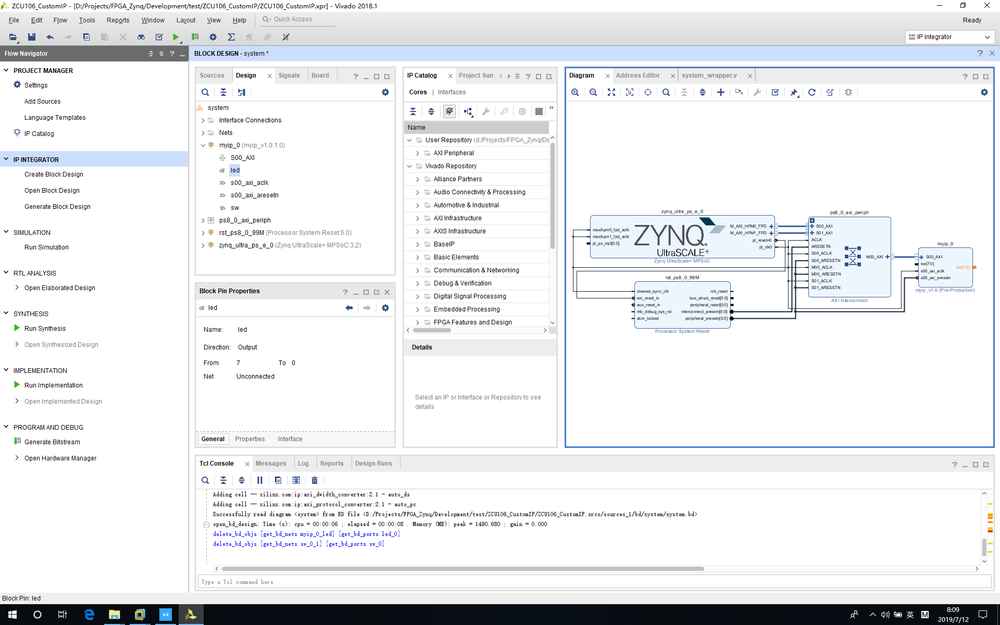 ZCU106_CustomIP - [D:/Projects/FPGA_Zynq/Development/test/ZCU106_CustomIP/ZCU106_CustomIP.xpr] - Vivado 2018.1
File Edit Flow Tools Reports Window Layout View Help Quick Access Ready
IP Integrator
Flow Navigator
PROJECT MANAGER
Settings
Add Sources
Language Templates
IP Catalog
IP INTEGRATOR
Create Block Design
Open Block Design
Generate Block Design
SIMULATION
Run Simulation
RTL ANALYSIS
Open Elaborated Design
SYNTHESIS
Run Synthesis
Open Synthesized Design
IMPLEMENTATION
Run Implementation
Open Implemented Design
PROGRAM AND DEBUG
Generate Bitstream
Open Hardware Manager
BLOCK DESIGN - system *
Sources Design Signals Board
system
Interface Connections
Nets
myip_0 (myip_v1.0:1.0)
S00_AXI
led
s00_axi_aclk
s00_axi_aresetn
sw
ps8_0_axi_periph
rst_ps8_0_99M (Processor System Reset:5.0)
zynq_ultra_ps_e_0 (Zynq UltraScale+ MPSoC:3.2)
Block Pin Properties
led
Name: led
Direction: Output
From 7 To 0
Net Unconnected
General Properties Interface
IP Catalog Project Sum
Cores | Interfaces
Name
User Repository (d:/Projects/FPGA_Zynq/De
AXI Peripheral
Vivado Repository
Alliance Partners
Audio Connectivity & Processing
Automotive & Industrial
AXI Infrastructure
AXIS Infrastructure
BaseIP
Basic Elements
Communication & Networking
Debug & Verification
Digital Signal Processing
Embedded Processing
FPGA Features and Design
Details
Select an IP or Interface or Repository to see
details
Diagram Address Editor system_wrapper.v
zynq_ultra_ps_e_0
maxihpm0_fpd_aclk
maxihpm1_fpd_aclk
pl_ps_irq0[0:0]
ZYNQ
UltraSCALE+
M_AXI_HPM0_FPD
M_AXI_HPM1_FPD
pl_resetn0
pl_clk0
Zynq UltraScale+ MPSoC
rst_ps8_0_99M
slowest_sync_clk
ext_reset_in
aux_reset_in
mb_debug_sys_rst
dcm_locked
mb_reset
bus_struct_reset[0:0]
peripheral_reset[0:0]
interconnect_aresetn[0:0]
peripheral_aresetn[0:0]
Processor System Reset
ps8_0_axi_periph
S00_AXI
S01_AXI
ACLK
ARESETN
S00_ACLK
S00_ARESETN
M00_ACLK
M00_ARESETN
S01_ACLK
S01_ARESETN
M00_AXI
AXI Interconnect
myip_0
S00_AXI
sw[7:0]
s00_axi_aclk
s00_axi_aresetn
led[7:0]
myip_v1.0 (Pre-Production)
Tcl Console Messages Log Reports Design Runs
Adding cell -- xilinx.com:ip:axi_dwidth_converter:2.1 - auto_ds
Adding cell -- xilinx.com:ip:axi_protocol_converter:2.1 - auto_pc
Successfully read diagram <system> from BD file <D:/Projects/FPGA_Zynq/Development/test/ZCU106_CustomIP/ZCU106_CustomIP.srcs/sources_1/bd/system/system.bd>
open_bd_design: Time (s): cpu = 00:00:06 ; elapsed = 00:00:08 . Memory (MB): peak = 1490.680 ; gain = 0.000
delete_bd_objs [get_bd_nets myip_0_led] [get_bd_ports led_0]
delete_bd_objs [get_bd_nets sw_0_1] [get_bd_ports sw_0]
Type a Tcl command here
Block Pin: led
英
8:09
2019/7/12